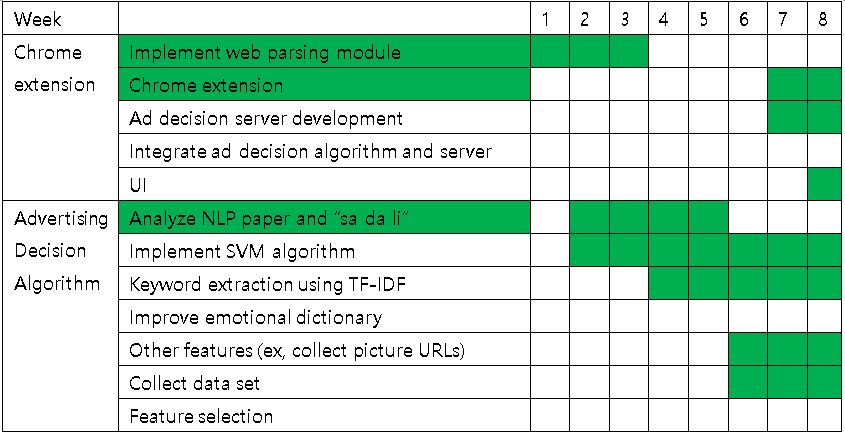 Week 1 2 3 4 5 6 7 8
Chrome extension
Implement web parsing module
Chrome extension
Ad decision server development
Integrate ad decision algorithm and server
UI
Advertising Decision Algorithm
Analyze NLP paper and “sa da li”
Implement SVM algorithm
Keyword extraction using TF-IDF
Improve emotional dictionary
Other features (ex, collect picture URLs)
Collect data set
Feature selection